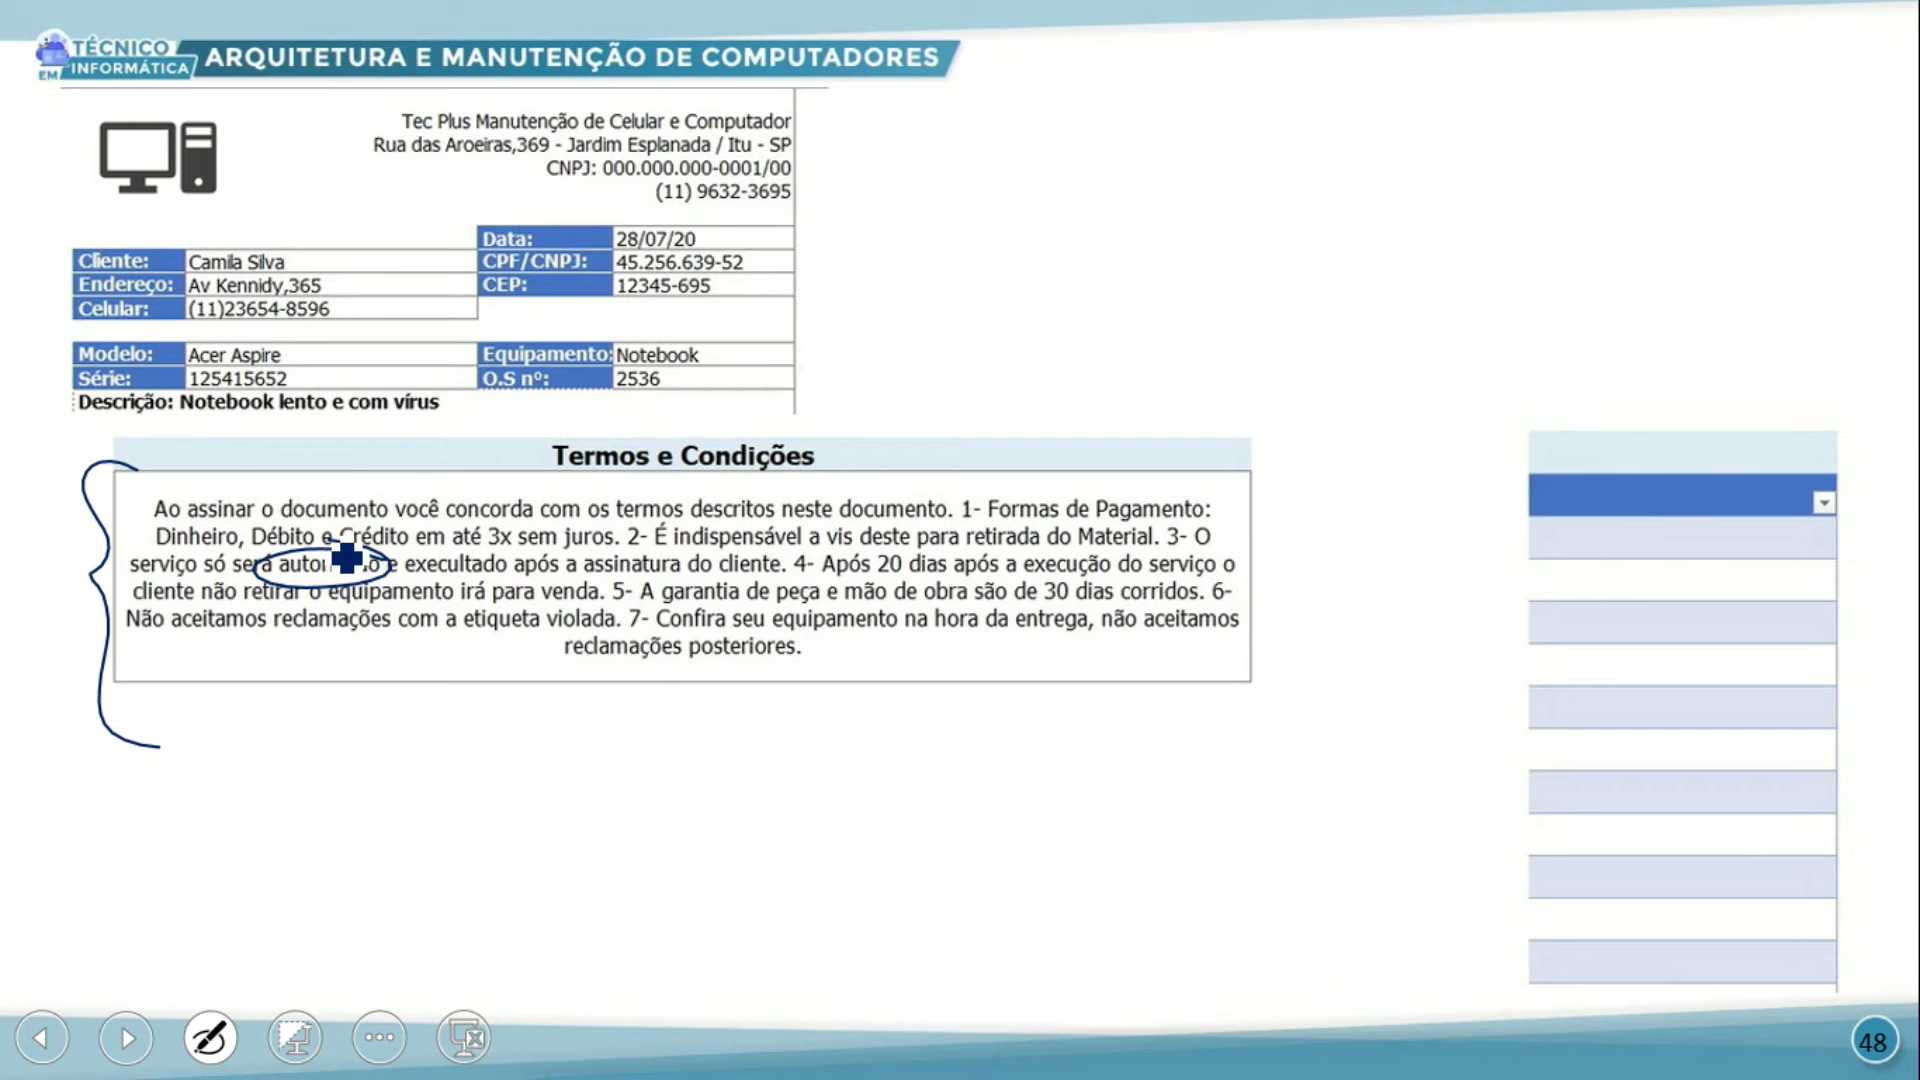 TÉCNICO
EM INFORMÁTICA
ARQUITETURA E MANUTENÇÃO DE COMPUTADORES
Tec Plus Manutenção de Celular e Computador
Rua das Aroeiras,369 - Jardim Esplanada / Itu - SP
CNPJ: 000.000.000-0001/00
(11) 9632-3695
Data: 28/07/20
Cliente: Camila Silva CPF/CNPJ: 45.256.639-52
Endereço: Av Kennidy,365 CEP: 12345-695
Celular: (11)23654-8596
Modelo: Acer Aspire Equipamento: Notebook
Série: 125415652 O.S nº: 2536
Descrição: Notebook lento e com vírus
Termos e Condições
Ao assinar o documento você concorda com os termos descritos neste documento. 1- Formas de Pagamento:
Dinheiro, Débito e Crédito em até 3x sem juros. 2- É indispensável a vis deste para retirada do Material. 3- O
serviço só será e execultado após a assinatura do cliente. 4- Após 20 dias após a execução do serviço o
cliente não retirar o equipamento irá para venda. 5- A garantia de peça e mão de obra são de 30 dias corridos. 6-
Não aceitamos reclamações com a etiqueta violada. 7- Confira seu equipamento na hora da entrega, não aceitamos
reclamações posteriores.
48